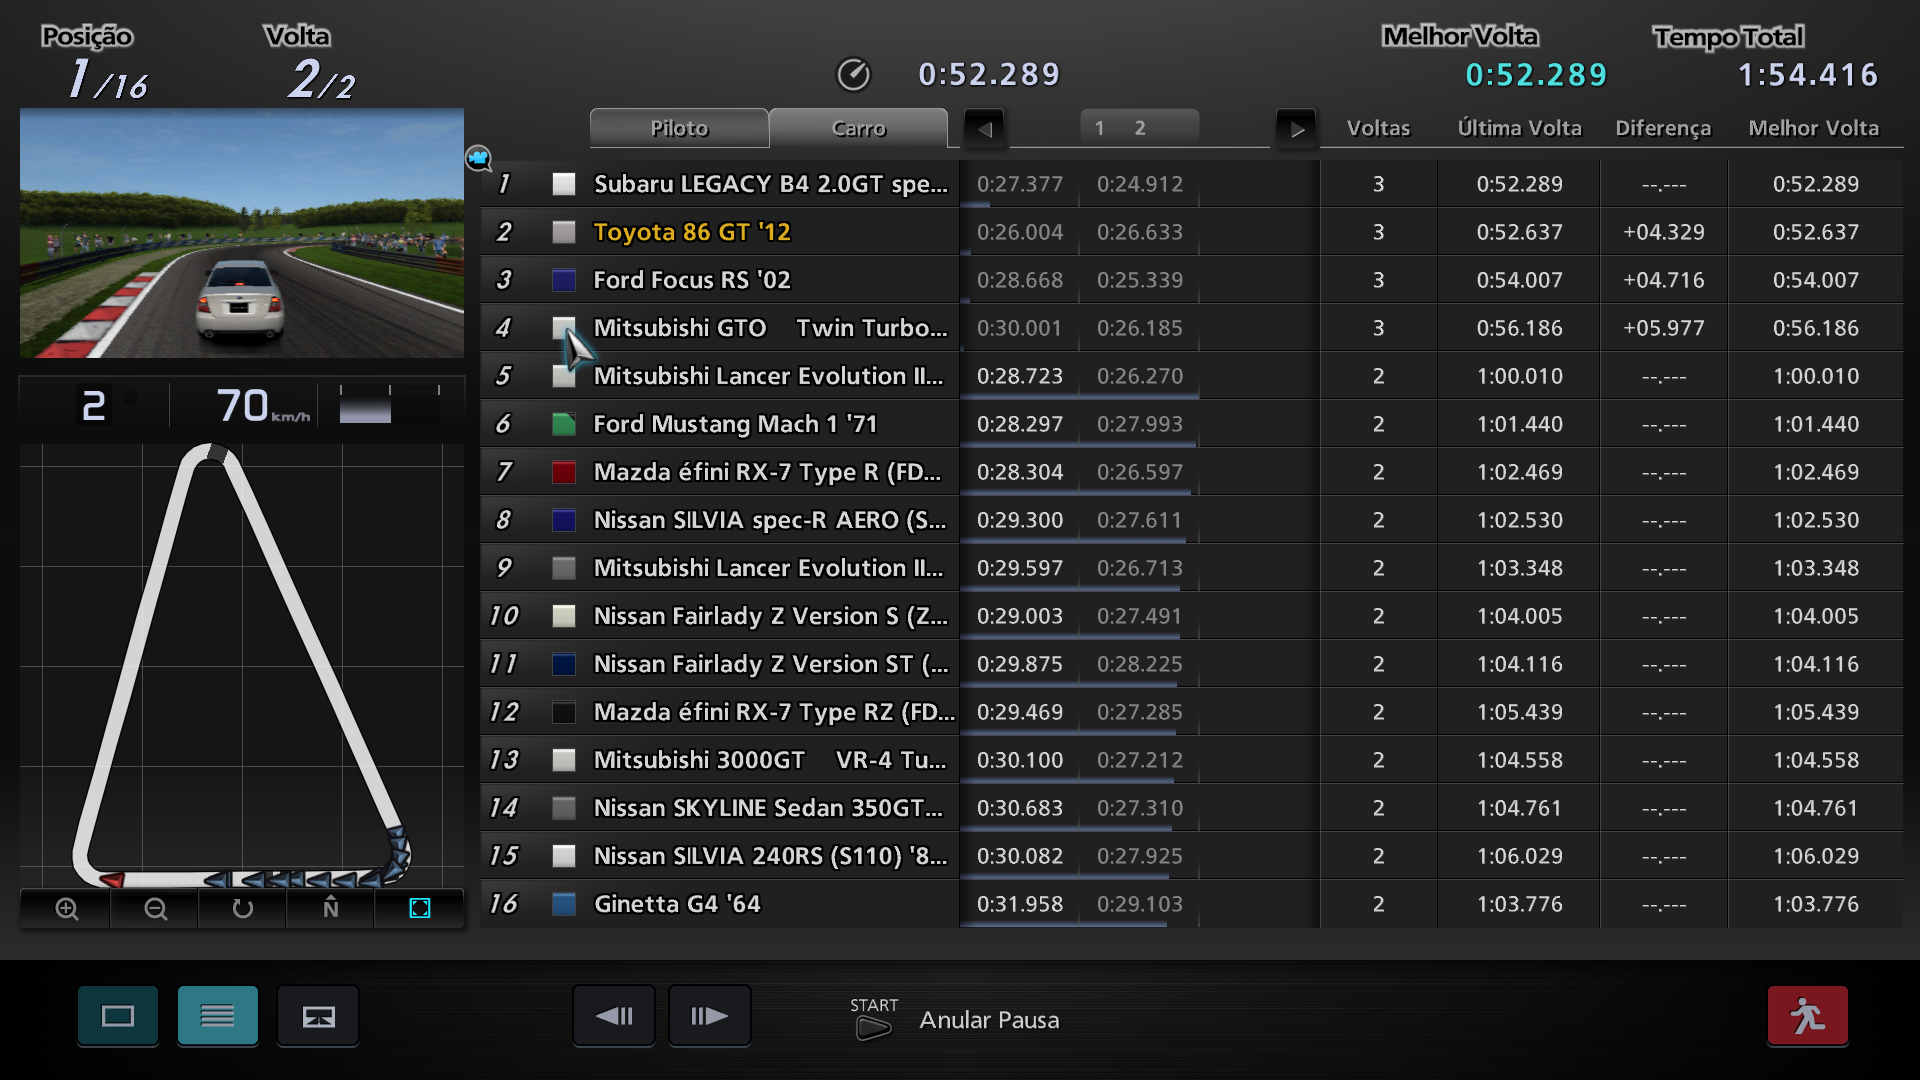 Posição Volta Melhor Volta Tempo Total
1/16 2/2 0:52.289 0:52.289 1:54.416
Piloto Carro 1 2 Voltas Última Volta Diferença Melhor Volta
1 Subaru LEGACY B4 2.0GT spe... 0:27.377 0:24.912 3 0:52.289 --.--- 0:52.289
2 Toyota 86 GT '12 0:26.004 0:26.633 3 0:52.637 +04.329 0:52.637
3 Ford Focus RS '02 0:28.668 0:25.339 3 0:54.007 +04.716 0:54.007
4 Mitsubishi GTO Twin Turbo... 0:30.001 0:26.185 3 0:56.186 +05.977 0:56.186
5 Mitsubishi Lancer Evolution II... 0:28.723 0:26.270 2 1:00.010 --.--- 1:00.010
6 Ford Mustang Mach 1 '71 0:28.297 0:27.993 2 1:01.440 --.--- 1:01.440
7 Mazda éfini RX-7 Type R (FD... 0:28.304 0:26.597 2 1:02.469 --.--- 1:02.469
8 Nissan SILVIA spec-R AERO (S... 0:29.300 0:27.611 2 1:02.530 --.--- 1:02.530
9 Mitsubishi Lancer Evolution II... 0:29.597 0:26.713 2 1:03.348 --.--- 1:03.348
10 Nissan Fairlady Z Version S (Z... 0:29.003 0:27.491 2 1:04.005 --.--- 1:04.005
11 Nissan Fairlady Z Version ST (... 0:29.875 0:28.225 2 1:04.116 --.--- 1:04.116
12 Mazda éfini RX-7 Type RZ (FD... 0:29.469 0:27.285 2 1:05.439 --.--- 1:05.439
13 Mitsubishi 3000GT VR-4 Tu... 0:30.100 0:27.212 2 1:04.558 --.--- 1:04.558
14 Nissan SKYLINE Sedan 350GT... 0:30.683 0:27.310 2 1:04.761 --.--- 1:04.761
15 Nissan SILVIA 240RS (S110) '8... 0:30.082 0:27.925 2 1:06.029 --.--- 1:06.029
16 Ginetta G4 '64 0:31.958 0:29.103 2 1:03.776 --.--- 1:03.776
2 70 km/h
N
START
Anular Pausa